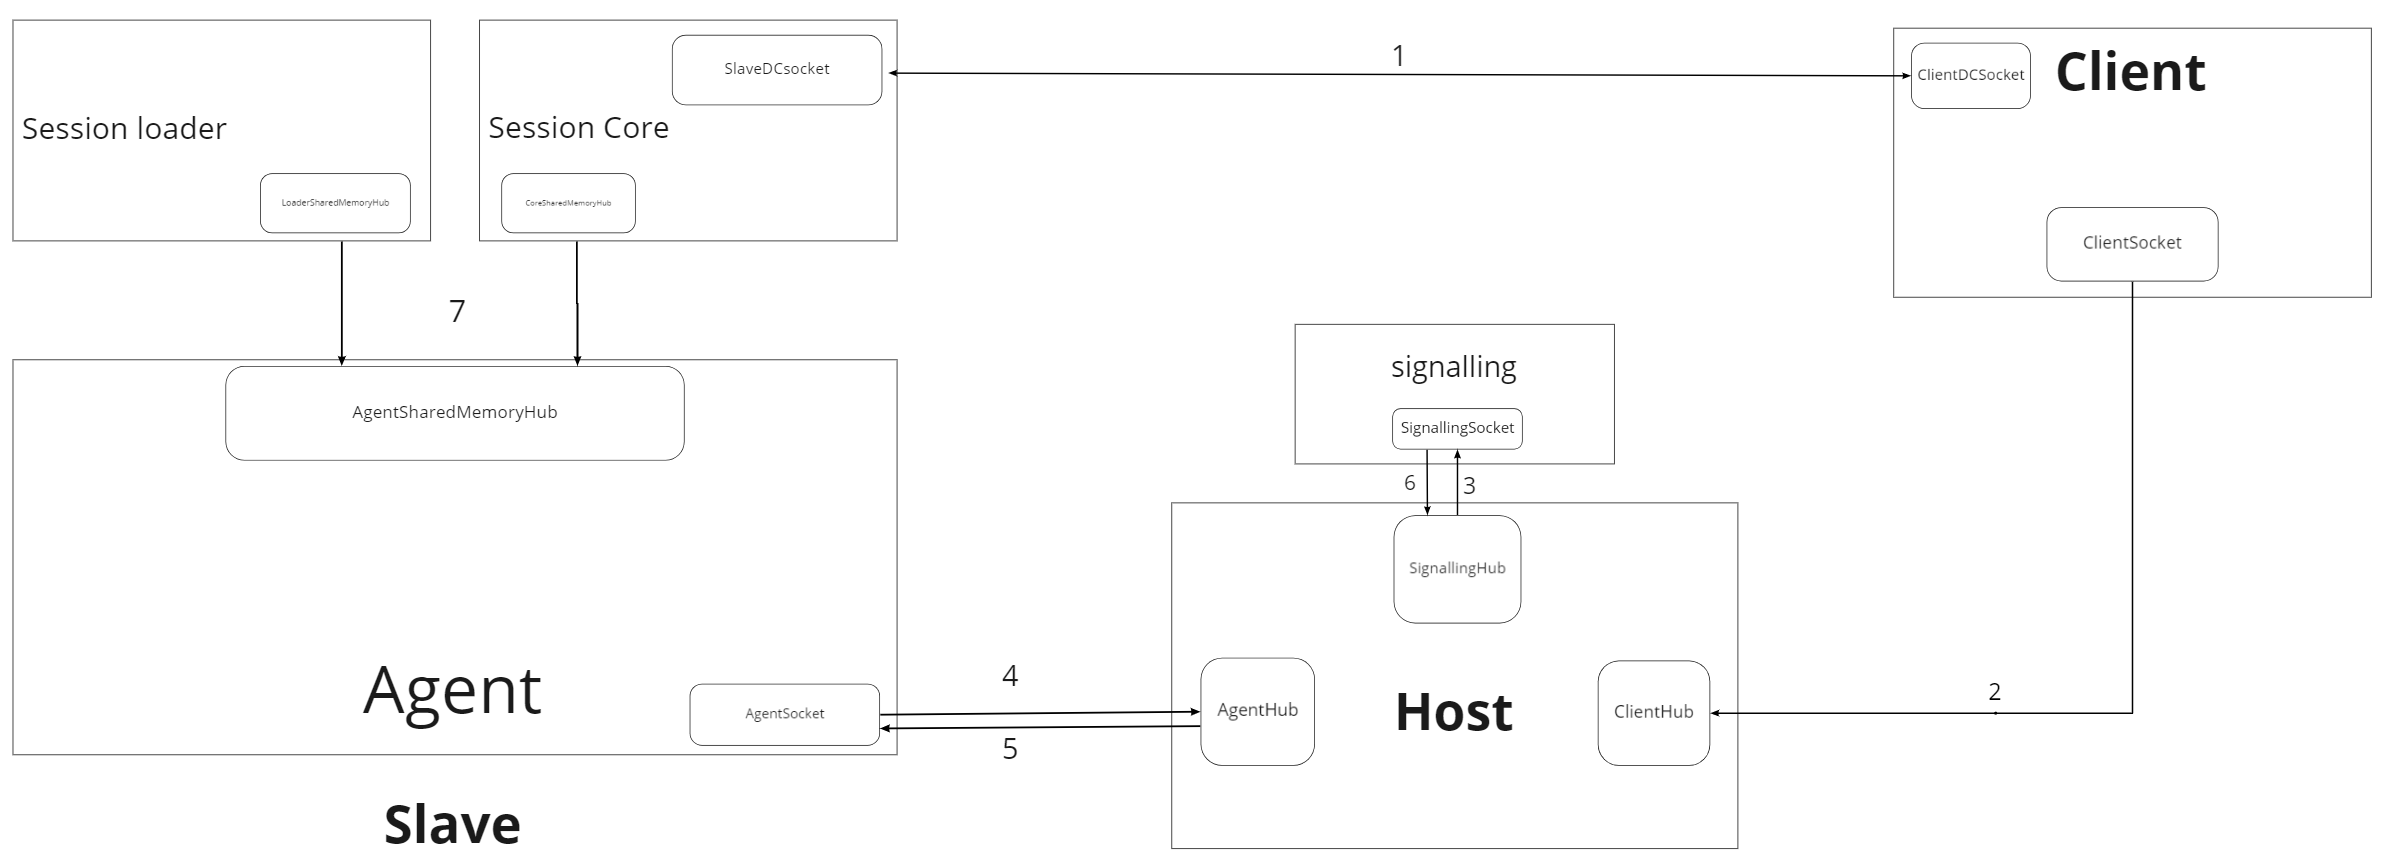 SlaveDCsocket
1
ClientDCSocket
Client
Session loader
Session Core
LoaderSharedMemoryHub
CoreSharedMemoryHub
ClientSocket
7
signalling
AgentSharedMemoryHub
SignallingSocket
6
3
SignallingHub
Agent
4
2
AgentSocket
AgentHub
Host
ClientHub
5
Slave